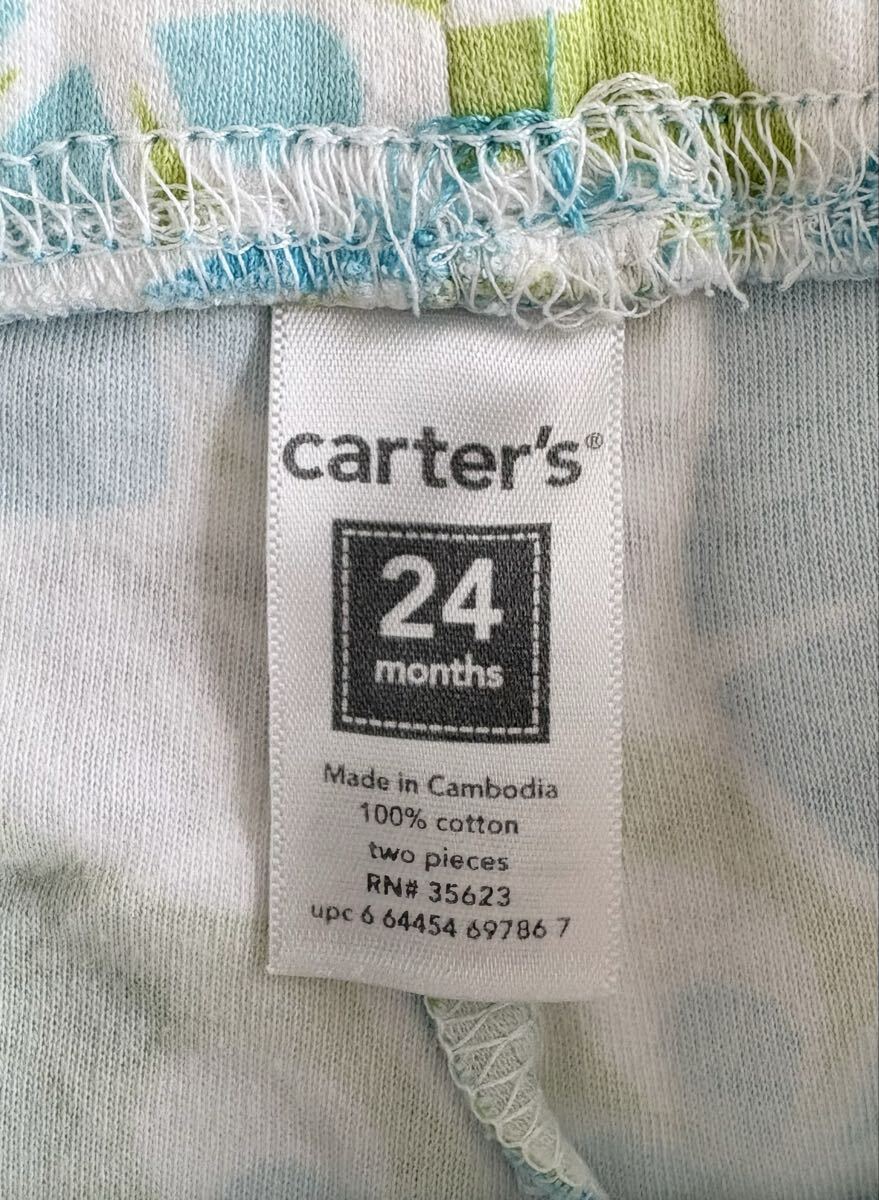 carter's®
24
months
Made in Cambodia
100% cotton
two pieces
RN# 35623
upc 6 64454 69786 7